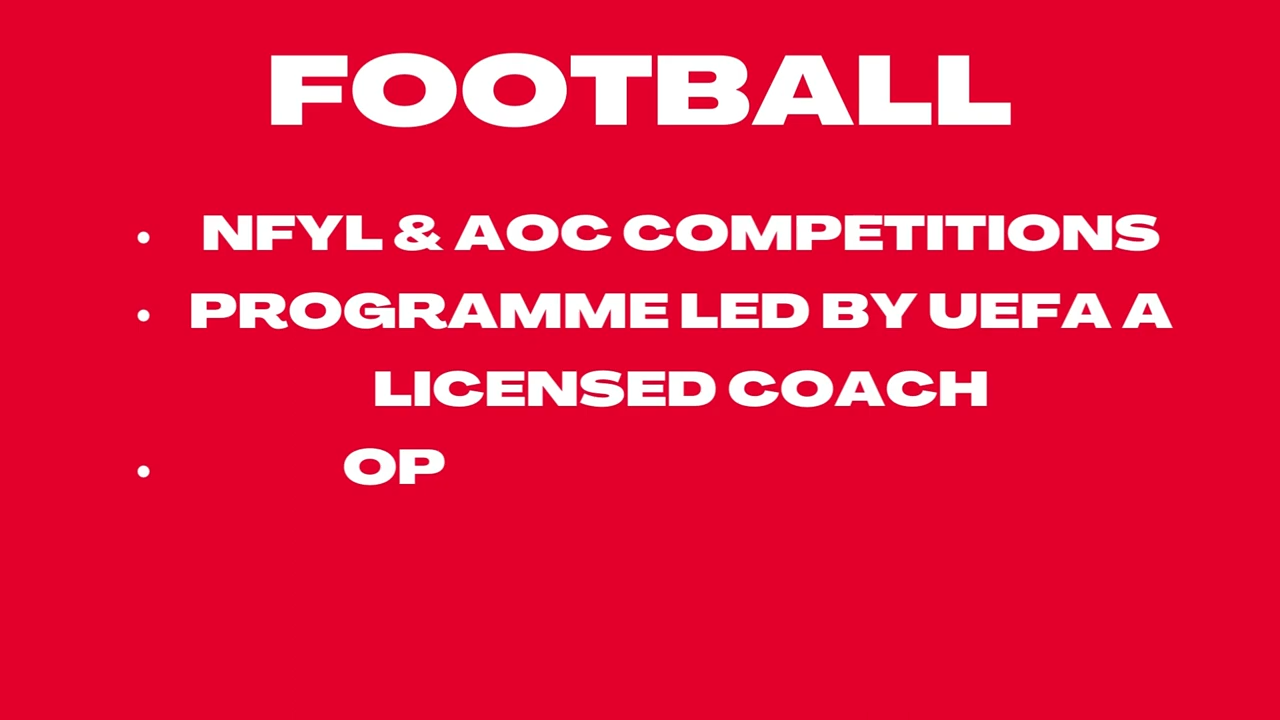 FOOTBALL
• NFYL & AOC COMPETITIONS
• PROGRAMME LED BY UEFA A
LICENSED COACH
• OP